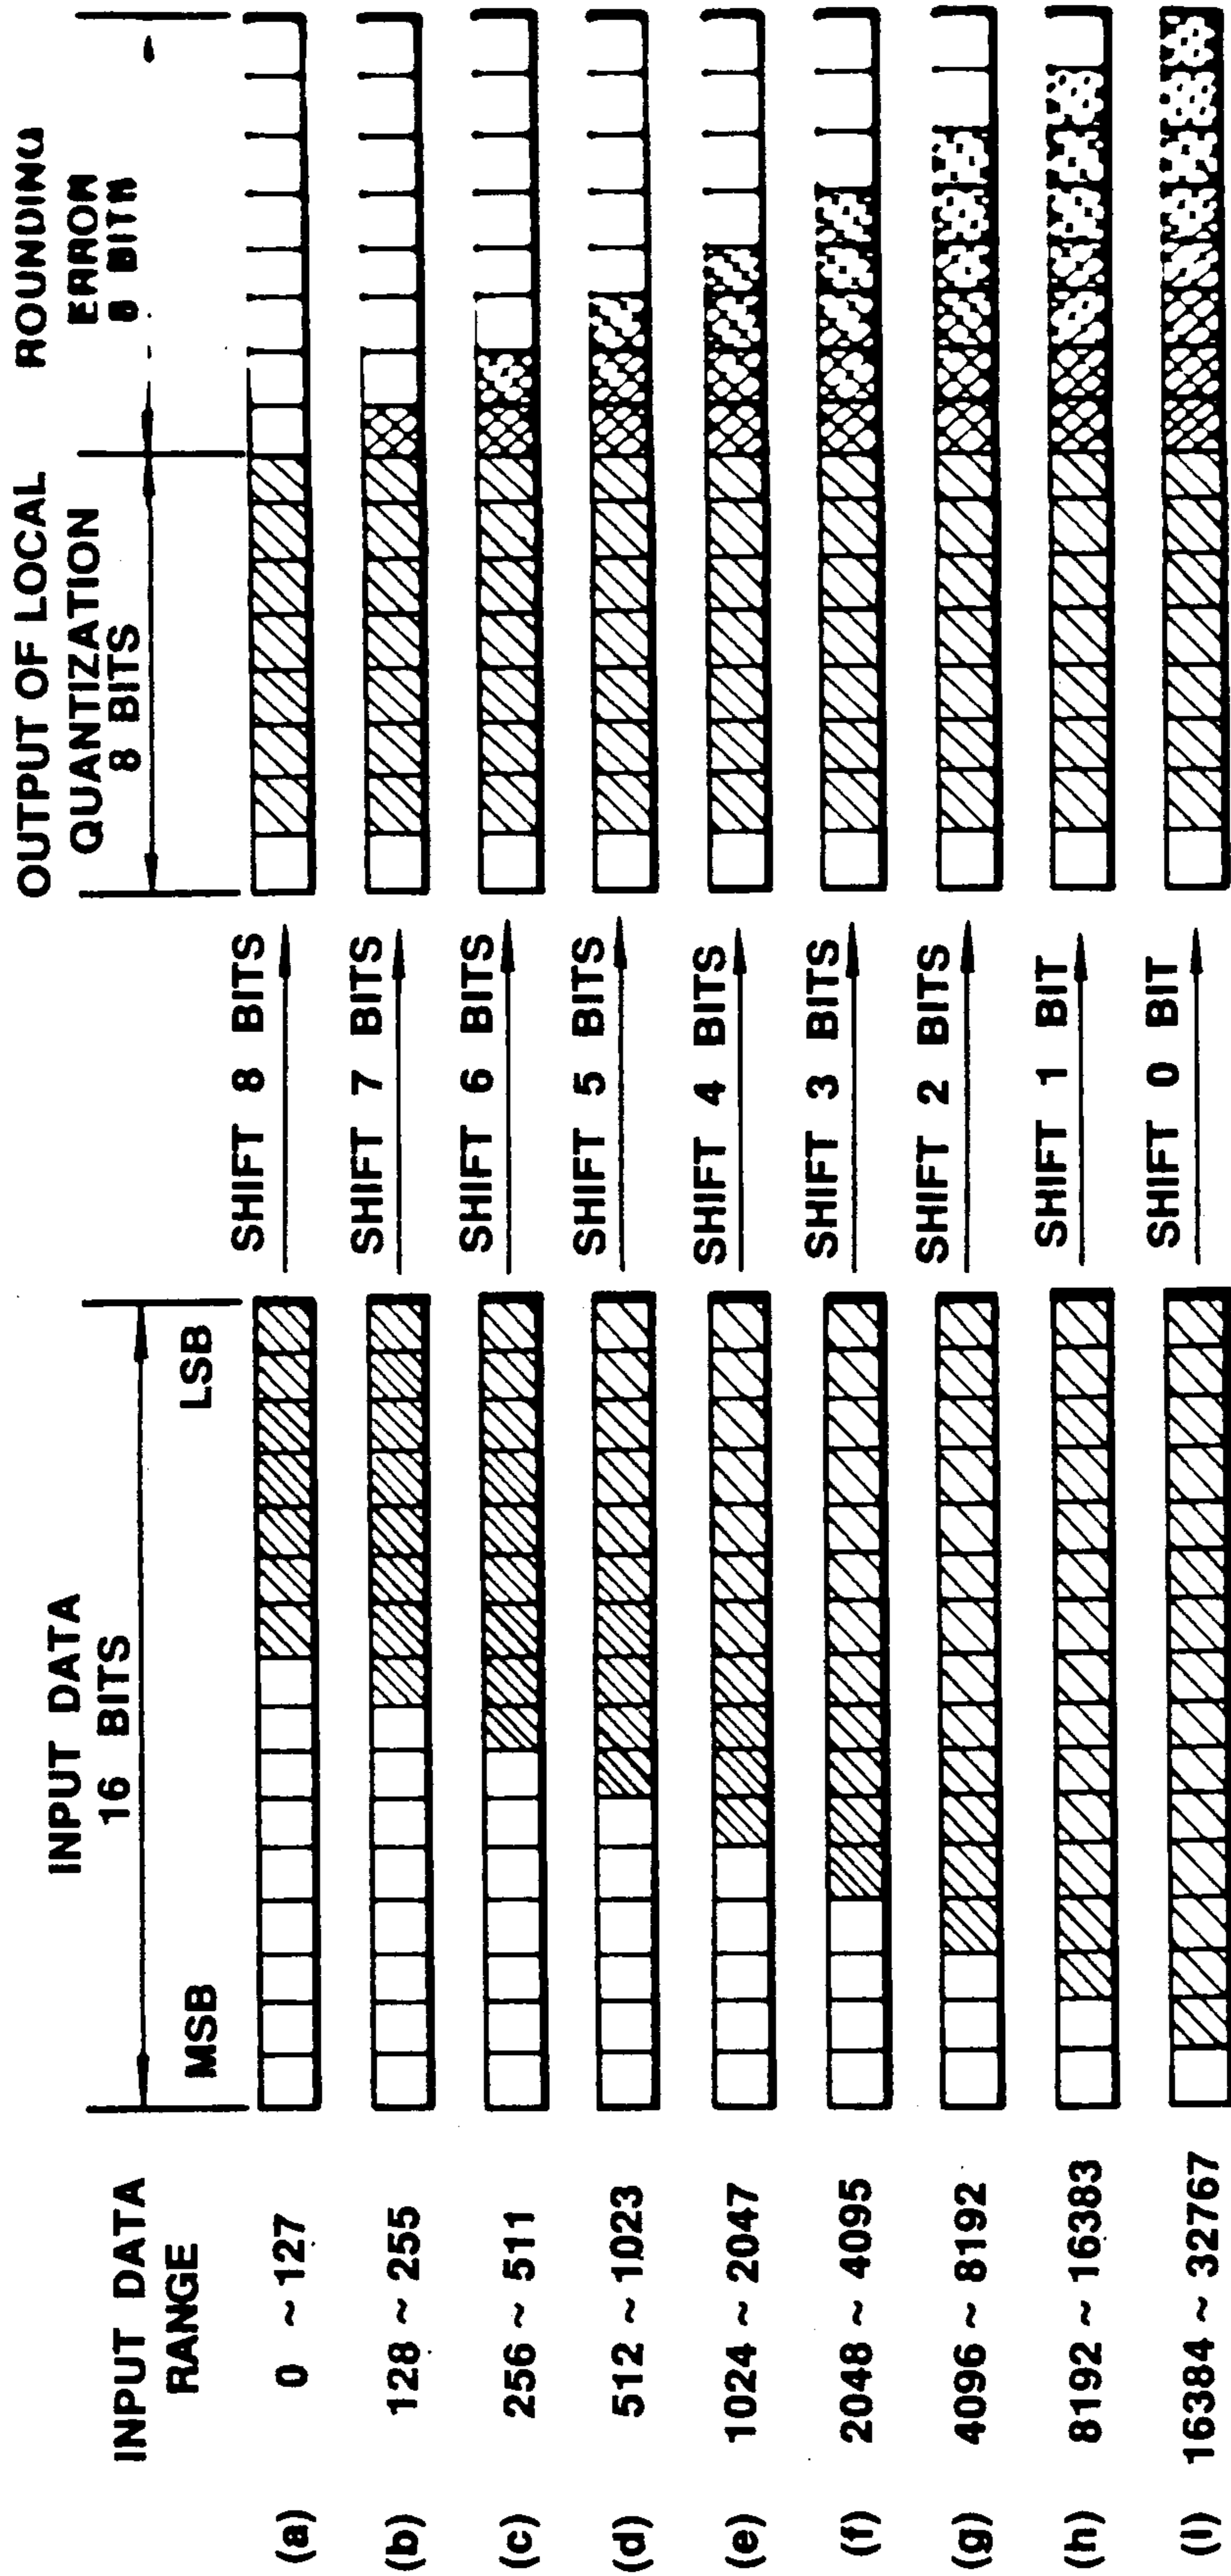 INPUT DATA
RANGE
INPUT DATA
16 BITS
MSB
LSB
OUTPUT OF LOCAL
QUANTIZATION
8 BITS
ROUNDING
ERROR
8 BITS
(a) 0 ~ 127 SHIFT 8 BITS
(b) 128 ~ 255 SHIFT 7 BITS
(c) 256 ~ 511 SHIFT 6 BITS
(d) 512 ~ 1023 SHIFT 5 BITS
(e) 1024 ~ 2047 SHIFT 4 BITS
(f) 2048 ~ 4095 SHIFT 3 BITS
(g) 4096 ~ 8192 SHIFT 2 BITS
(h) 8192 ~ 16383 SHIFT 1 BIT
(i) 16384 ~ 32767 SHIFT 0 BIT